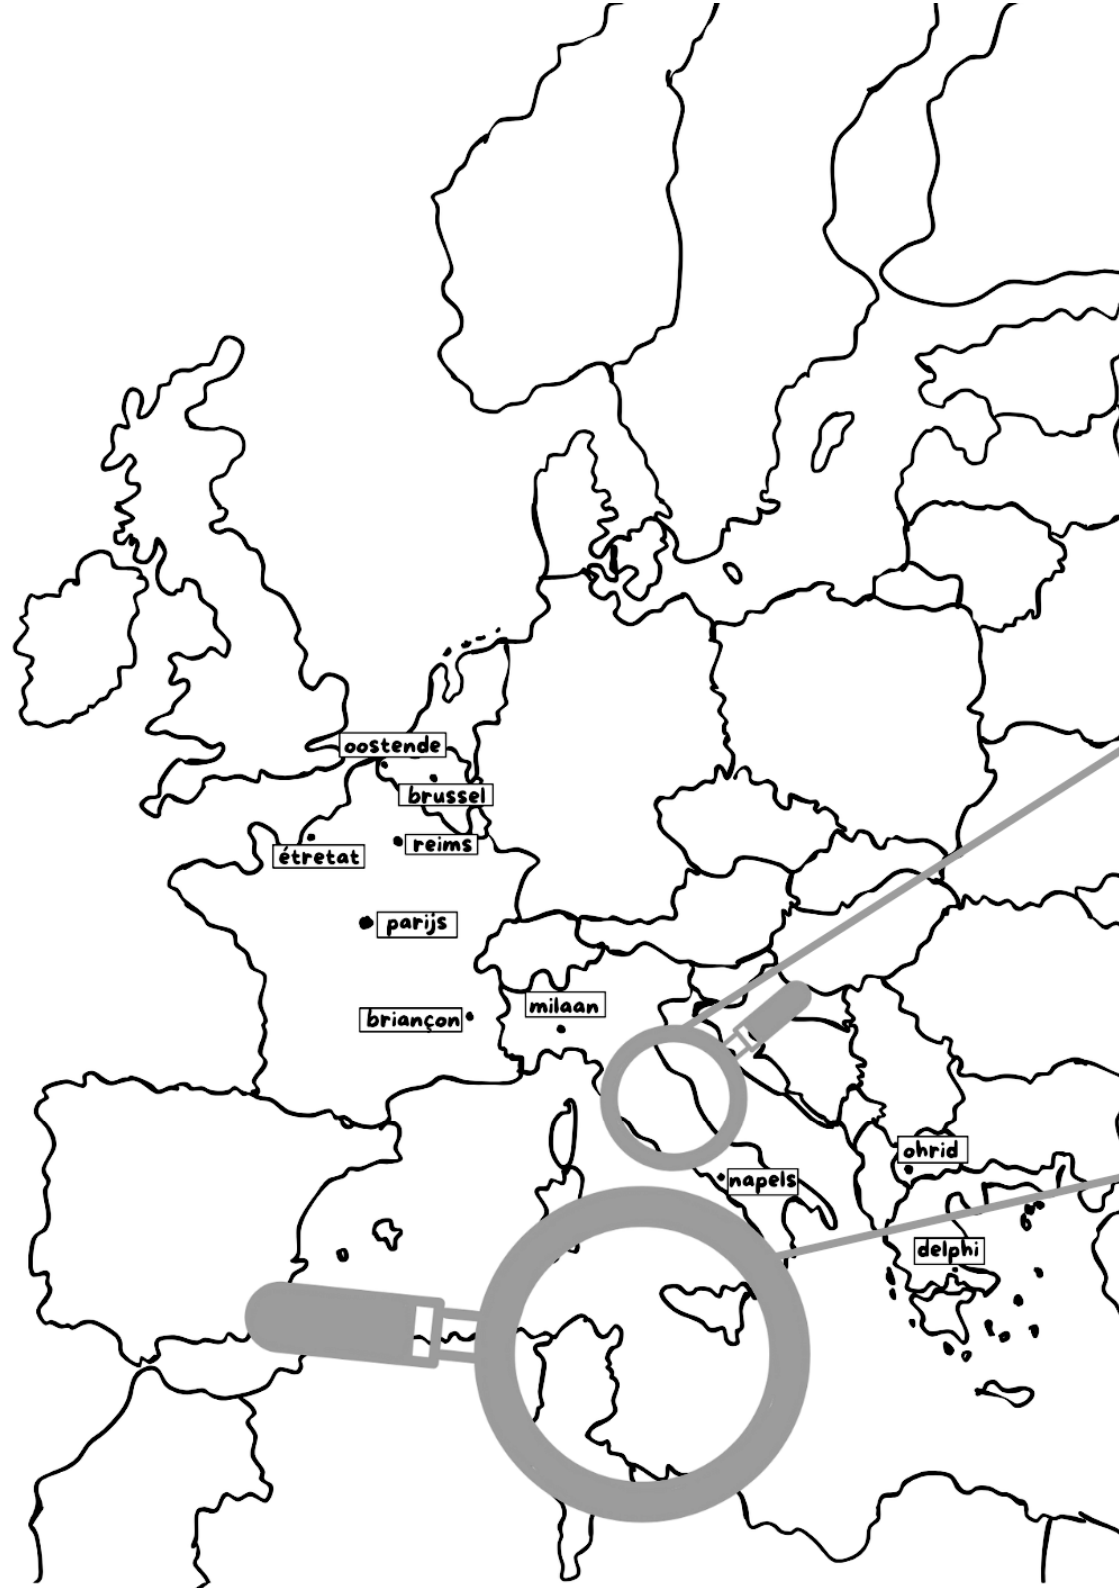 oostende
brussel
étretat
reims
parijs
briançon
milaan
ohrid
napels
delphi